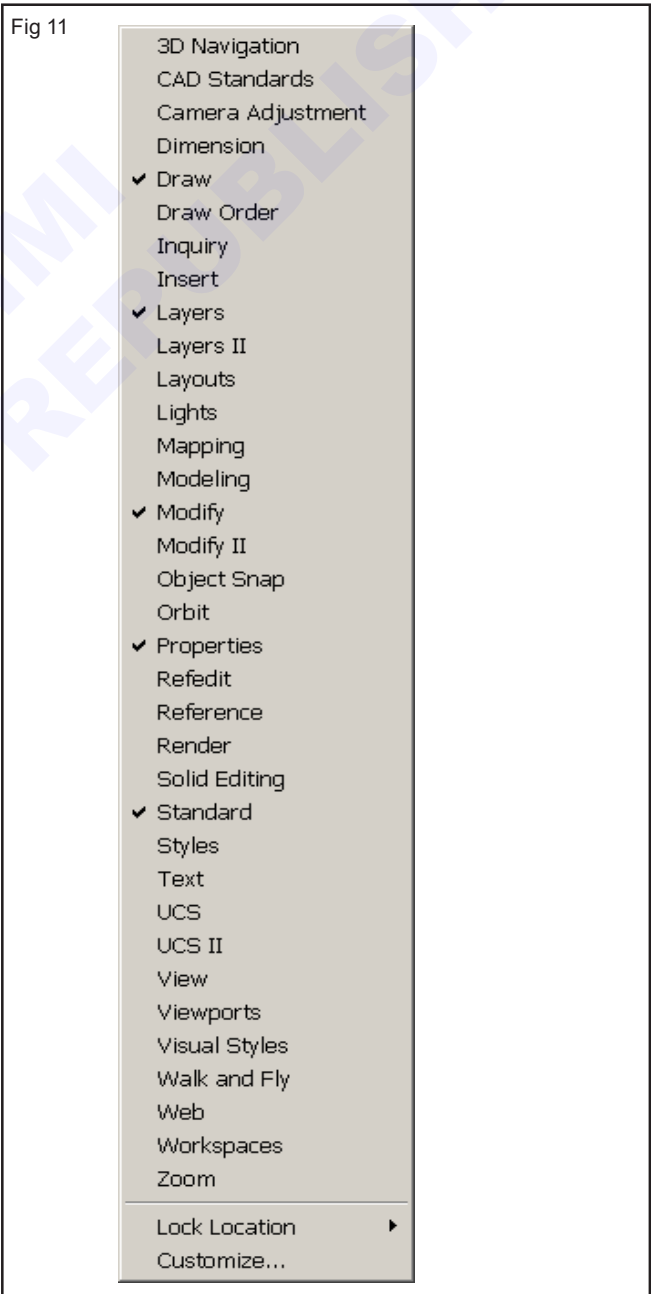 Fig 11
3D Navigation
CAD Standards
Camera Adjustment
Dimension
✔ Draw
Draw Order
Inquiry
Insert
✔ Layers
Layers II
Layouts
Lights
Mapping
Modeling
✔ Modify
Modify II
Object Snap
Orbit
✔ Properties
Refedit
Reference
Render
Solid Editing
✔ Standard
Styles
Text
UCS
UCS II
View
Viewports
Visual Styles
Walk and Fly
Web
Workspaces
Zoom
Lock Location
Customize...